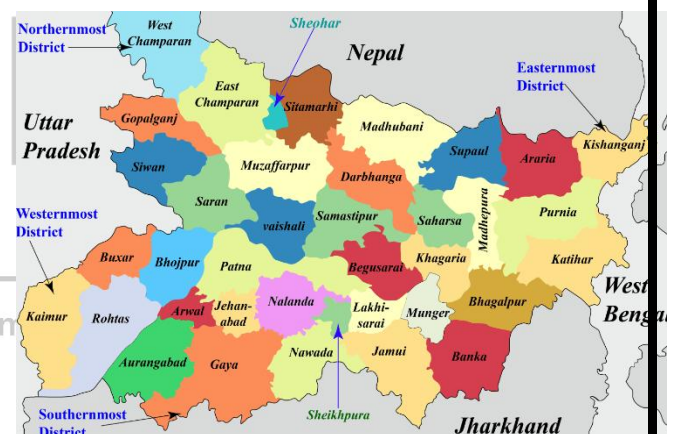 West
Champaran
Northernmost
District
Sheohar
Nepal
East
Champaran
Sitamarhi
Easternmost
District
Uttar
Pradesh
Gopalganj
Madhubani
Kishanganj
Siwan
Muzaffarpur
Darbhanga
Supaul
Araria
Saran
vaishali
Samastipur
Saharsa
Madhepura
Purnia
Westernmost
District
Buxar
Bhojpur
Patna
Begusarai
Khagaria
Katihar
West
Bengal
Kaimur
Rohtas
Arwal
Jehan-
abad
Nalanda
Lakhi-
sarai
Munger
Bhagalpur
Aurangabad
Gaya
Nawada
Jamui
Banka
Southernmost
District
Sheikhpura
Jharkhand